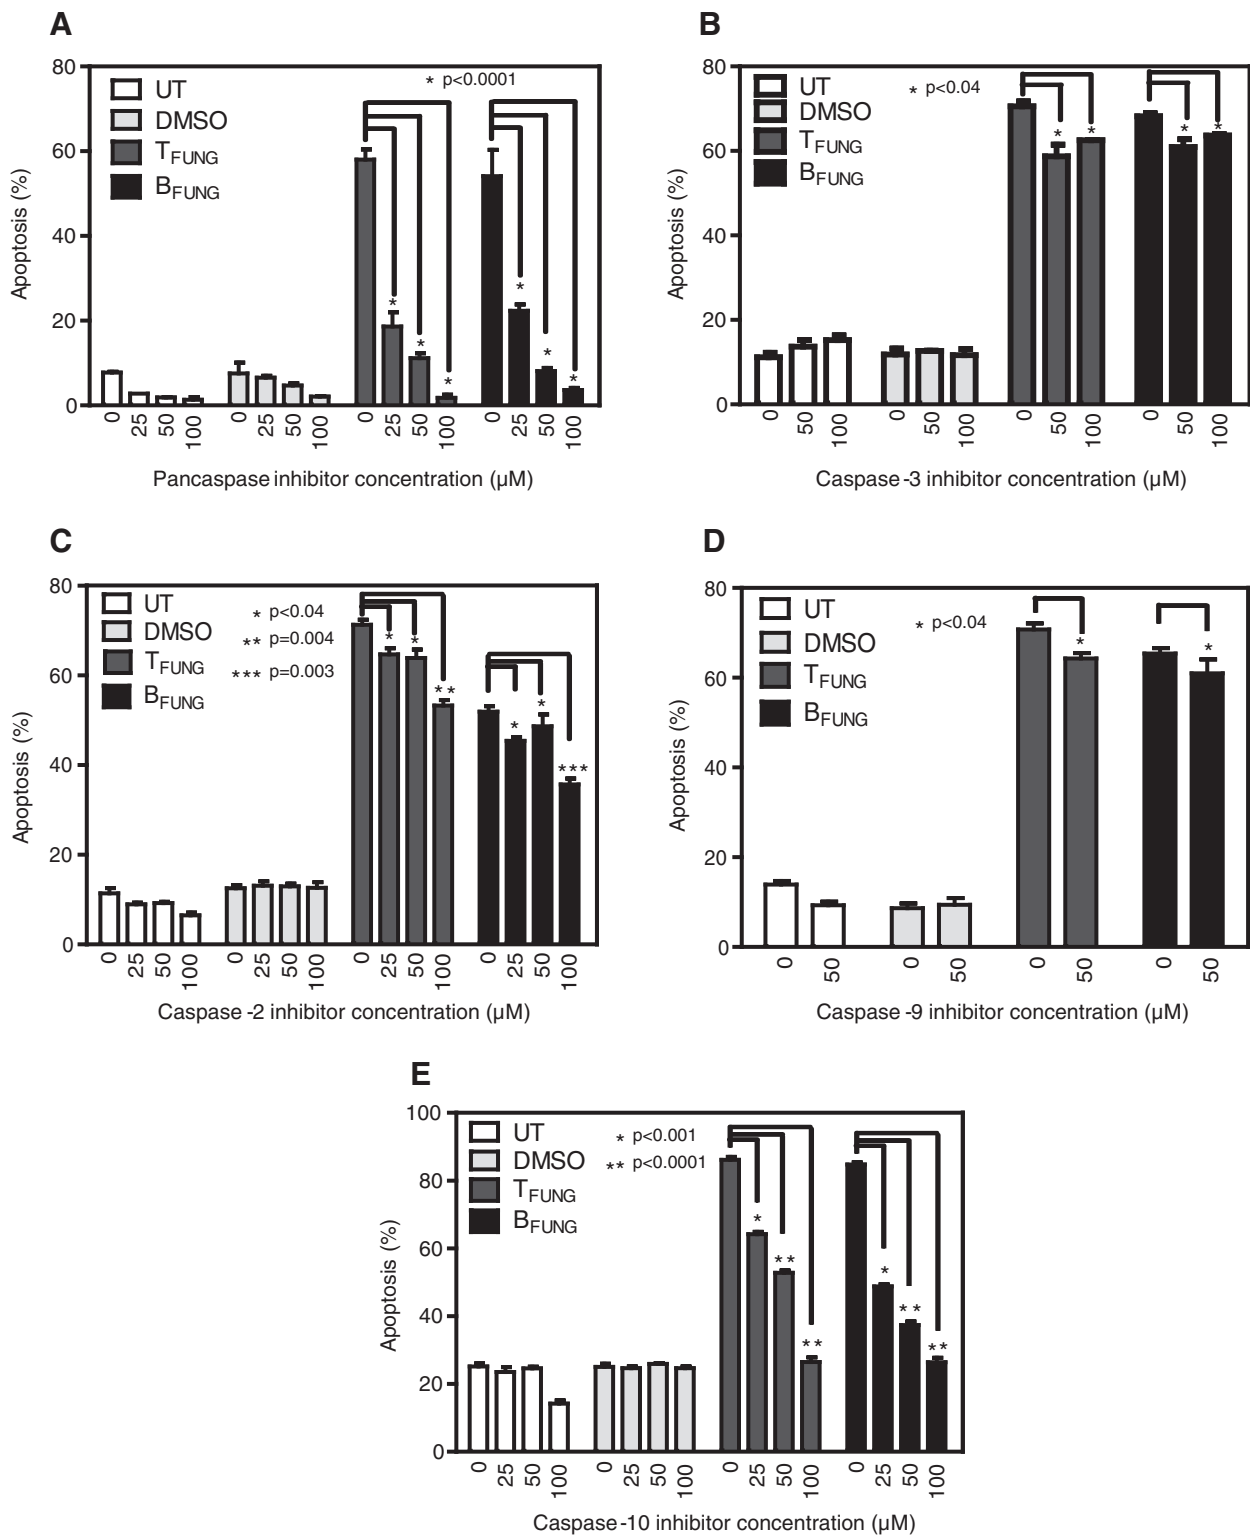 A
80
60
40
20
0
Apoptosis (%)
UT
DMSO
TFUNG
BFUNG
* p<0.0001
* * *
* * *
0 25 50 100 0 25 50 100 0 25 50 100 0 25 50 100
Pancaspase inhibitor concentration (µM)
B
80
60
40
20
0
Apoptosis (%)
UT
DMSO
TFUNG
BFUNG
* p<0.04
* *
* *
0 50 100 0 50 100 0 50 100 0 50 100
Caspase-3 inhibitor concentration (µM)
C
80
60
40
20
0
Apoptosis (%)
UT
DMSO
TFUNG
BFUNG
* p<0.04
** p=0.004
*** p=0.003
* * **
* * ***
0 25 50 100 0 25 50 100 0 25 50 100 0 25 50 100
Caspase-2 inhibitor concentration (µM)
D
80
60
40
20
0
Apoptosis (%)
UT
DMSO
TFUNG
BFUNG
* p<0.04
*
*
0 50 0 50 0 50 0 50
Caspase-9 inhibitor concentration (µM)
E
100
80
60
40
20
0
Apoptosis (%)
UT
DMSO
TFUNG
BFUNG
* p<0.001
** p<0.0001
* ** **
* ** **
0 25 50 100 0 25 50 100 0 25 50 100 0 25 50 100
Caspase-10 inhibitor concentration (µM)